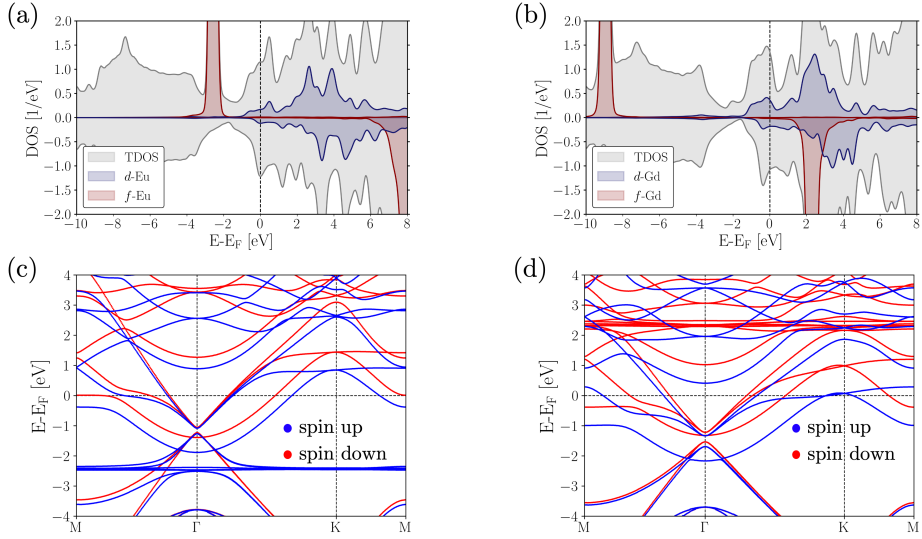 (a)
2.0
1.5
1.0
0.5
0.0
−0.5
−1.0
−1.5
−2.0
DOS [1/eV]
TDOS
d-Eu
f-Eu
−10 −8 −6 −4 −2 0 2 4 6 8
E-E_F [eV]
(b)
2.0
1.5
1.0
0.5
0.0
−0.5
−1.0
−1.5
−2.0
DOS [1/eV]
TDOS
d-Gd
f-Gd
−10 −8 −6 −4 −2 0 2 4 6 8
E-E_F [eV]
(c)
4
3
2
1
0
−1
−2
−3
−4
E-E_F [eV]
spin up
spin down
M Γ K M
(d)
4
3
2
1
0
−1
−2
−3
−4
E-E_F [eV]
spin up
spin down
M Γ K M